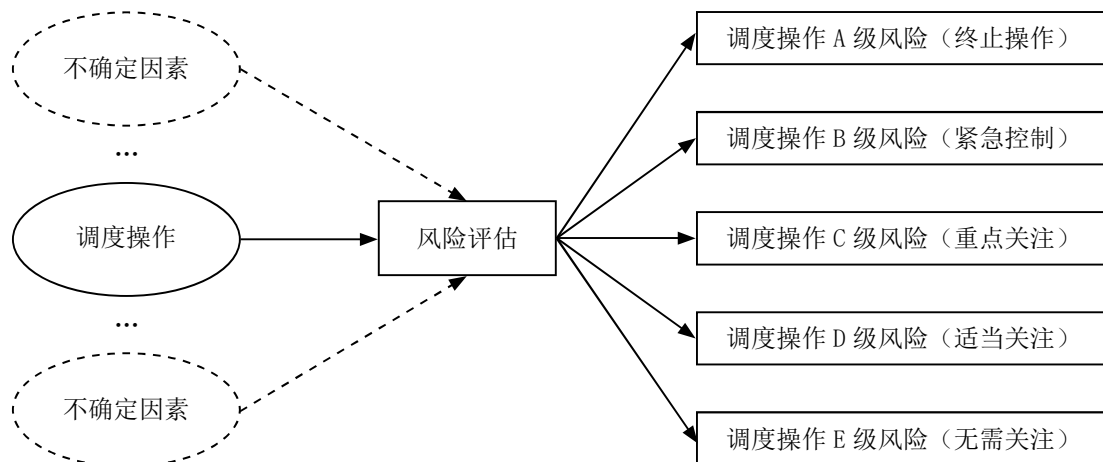 不确定因素
...
调度操作
...
不确定因素
风险评估
调度操作 A 级风险（终止操作）
调度操作 B 级风险（紧急控制）
调度操作 C 级风险（重点关注）
调度操作 D 级风险（适当关注）
调度操作 E 级风险（无需关注）